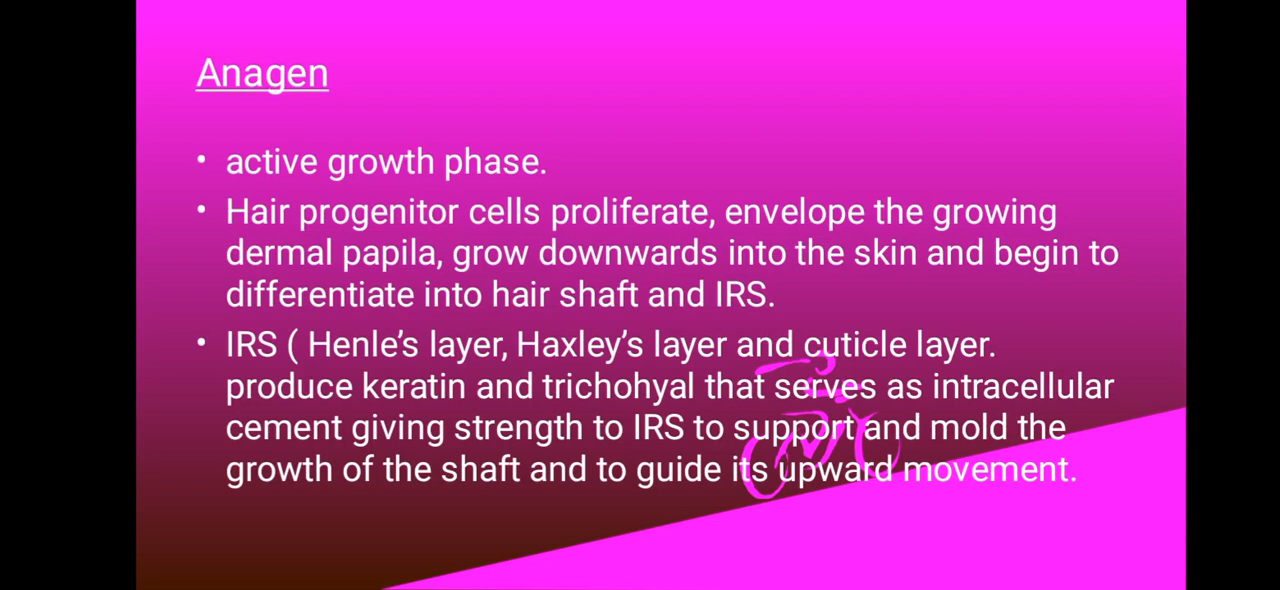 Anagen
• active growth phase.
• Hair progenitor cells proliferate, envelope the growing
dermal papila, grow downwards into the skin and begin to
differentiate into hair shaft and IRS.
• IRS ( Henle’s layer, Haxley’s layer and cuticle layer.
produce keratin and trichohyal that serves as intracellular
cement giving strength to IRS to support and mold the
growth of the shaft and to guide its upward movement.